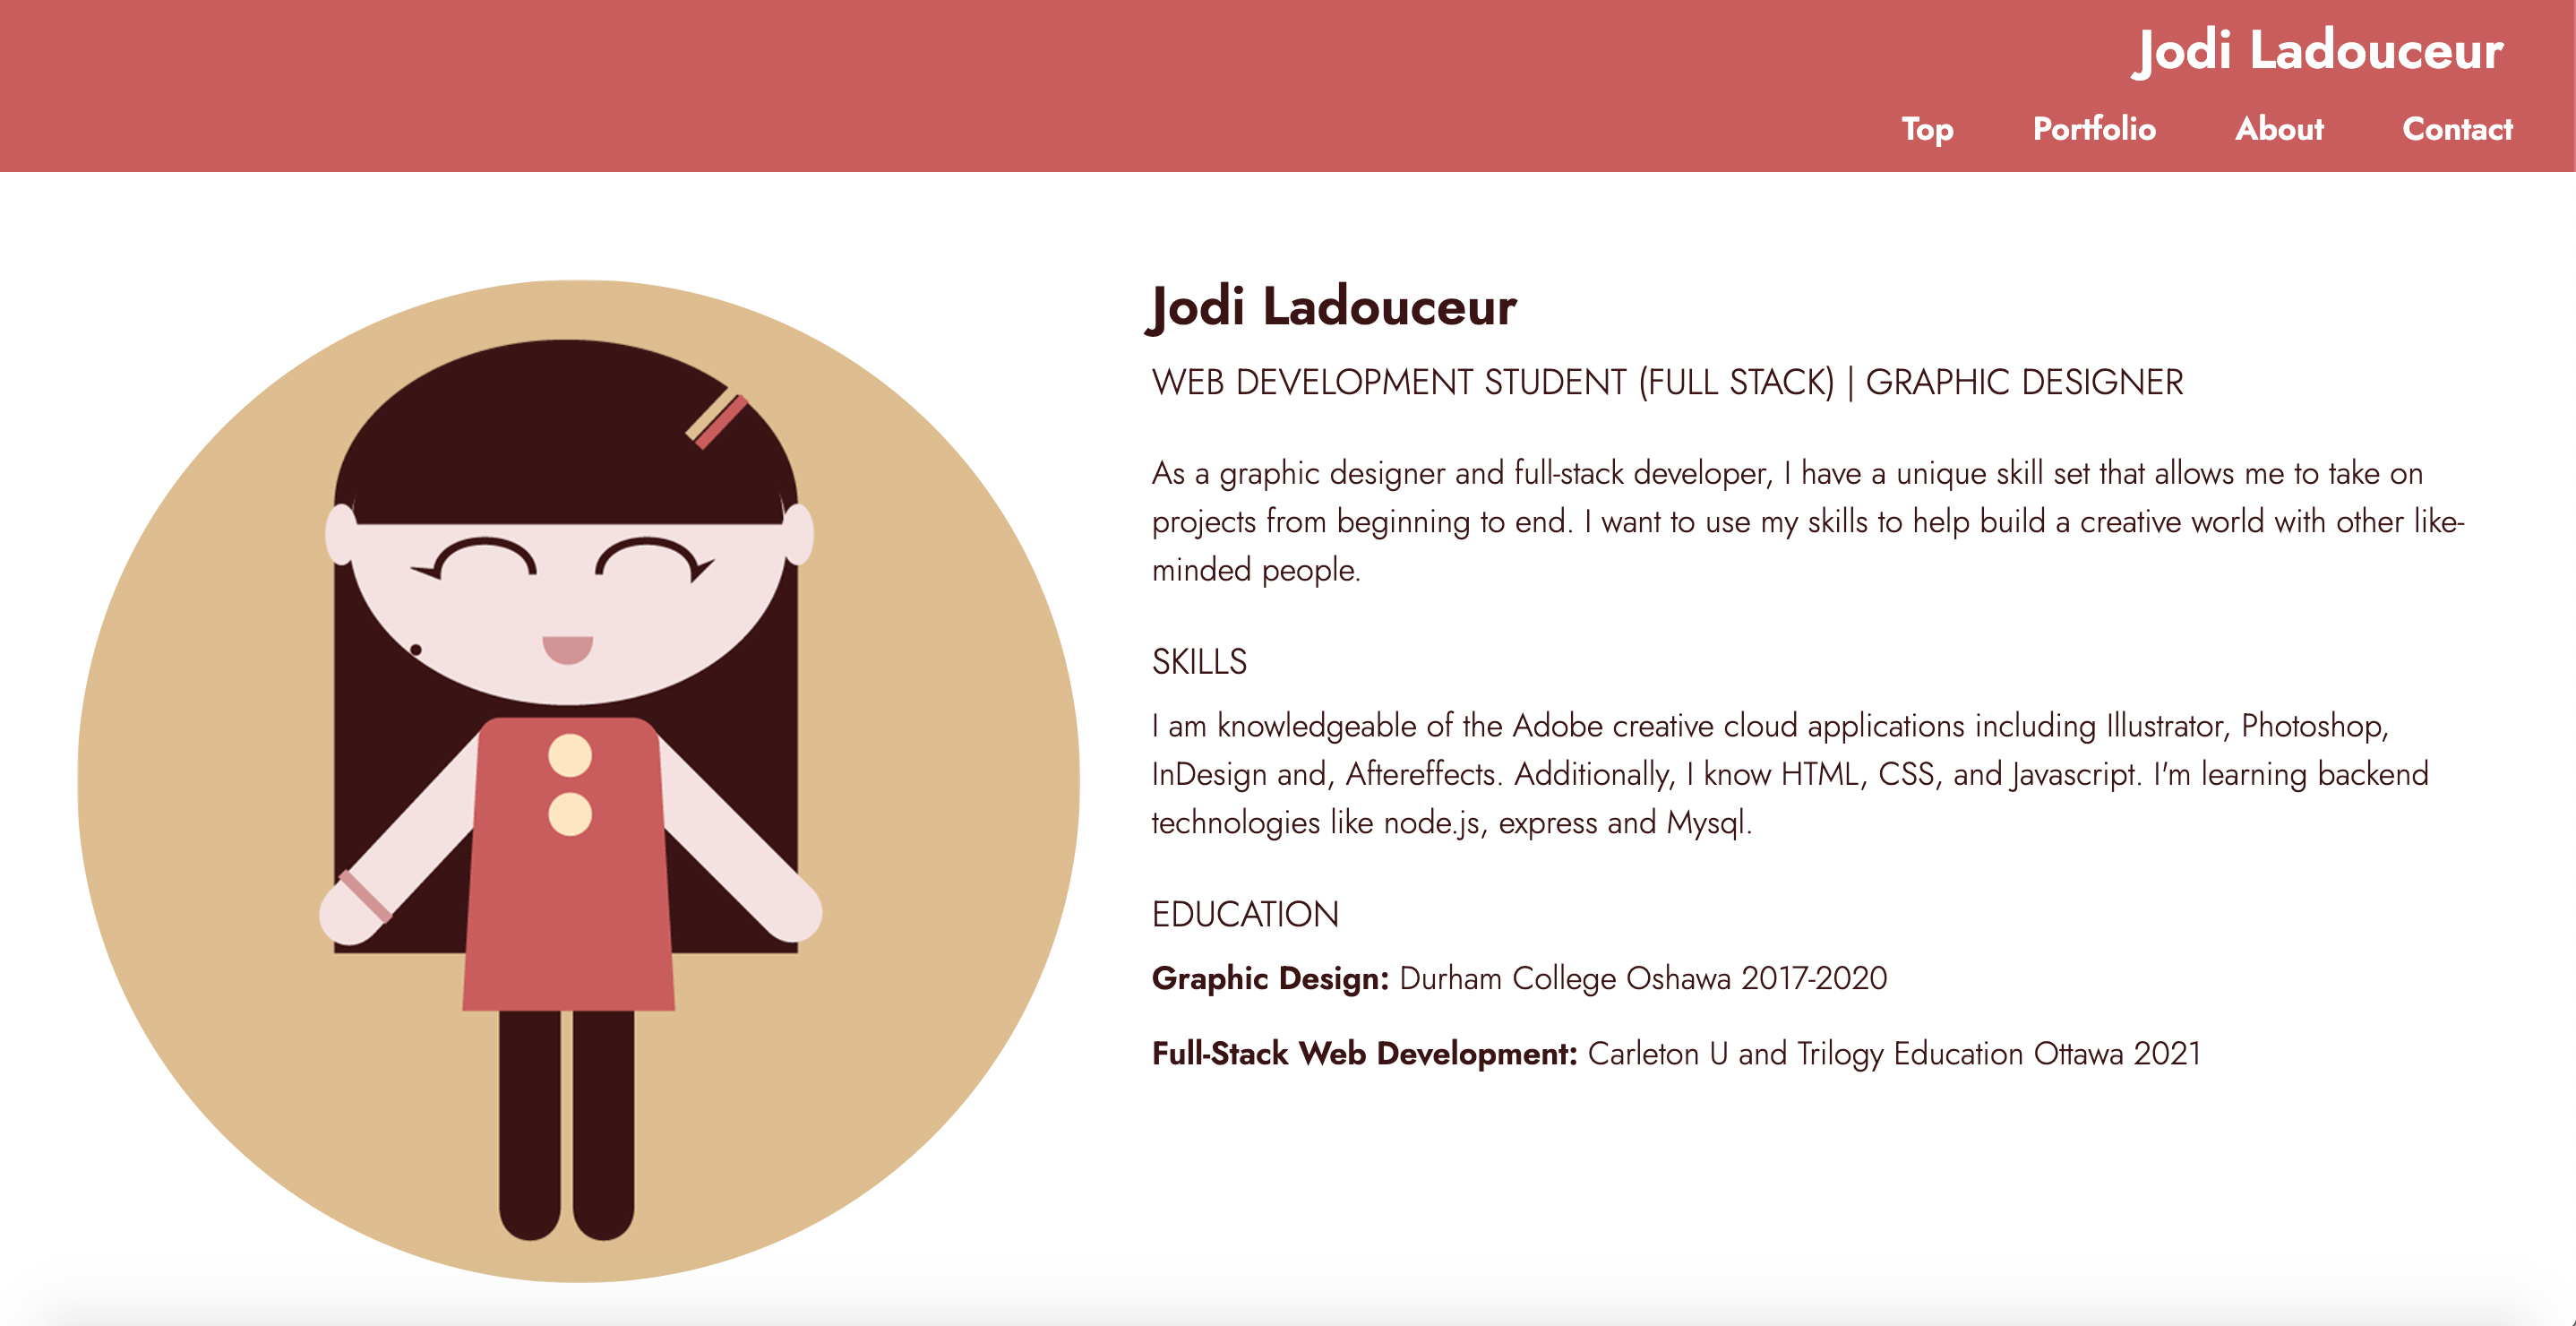 Jodi Ladouceur
Top Portfolio About Contact
Jodi Ladouceur
WEB DEVELOPMENT STUDENT (FULL STACK) | GRAPHIC DESIGNER
As a graphic designer and full-stack developer, I have a unique skill set that allows me to take on
projects from beginning to end. I want to use my skills to help build a creative world with other like-
minded people.
SKILLS
I am knowledgeable of the Adobe creative cloud applications including Illustrator, Photoshop,
InDesign and, Aftereffects. Additionally, I know HTML, CSS, and Javascript. I'm learning backend
technologies like node.js, express and Mysql.
EDUCATION
Graphic Design: Durham College Oshawa 2017-2020
Full-Stack Web Development: Carleton U and Trilogy Education Ottawa 2021